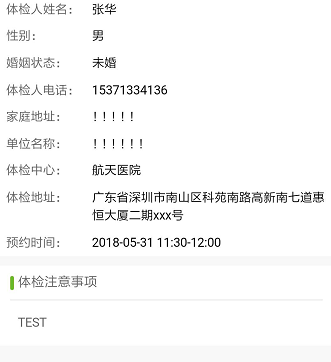 体检人姓名： 张华
性别： 男
婚姻状态： 未婚
体检人电话： 15371334136
家庭地址： ！！！！！
单位名称： ！！！！！！
体检中心： 航天医院
体检地址： 广东省深圳市南山区科苑南路高新南七道惠
恒大厦二期xxx号
预约时间： 2018-05-31 11:30-12:00
体检注意事项
TEST